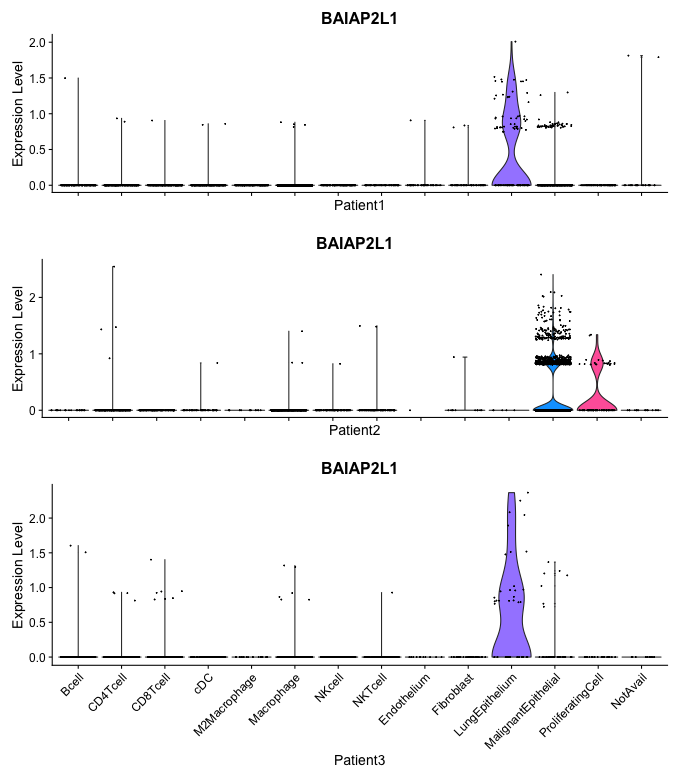 BAIAP2L1
Expression Level
2.0
1.5
1.0
0.5
0.0
Patient1
BAIAP2L1
Expression Level
2
1
0
Patient2
BAIAP2L1
Expression Level
2.0
1.5
1.0
0.5
0.0
Bcell
CD4Tcell
CD8Tcell
cDC
M2Macrophage
Macrophage
NKcell
NKTcell
Endothelium
Fibroblast
LungEpithelium
MalignantEpithelial
ProliferatingCell
NotAvail
Patient3